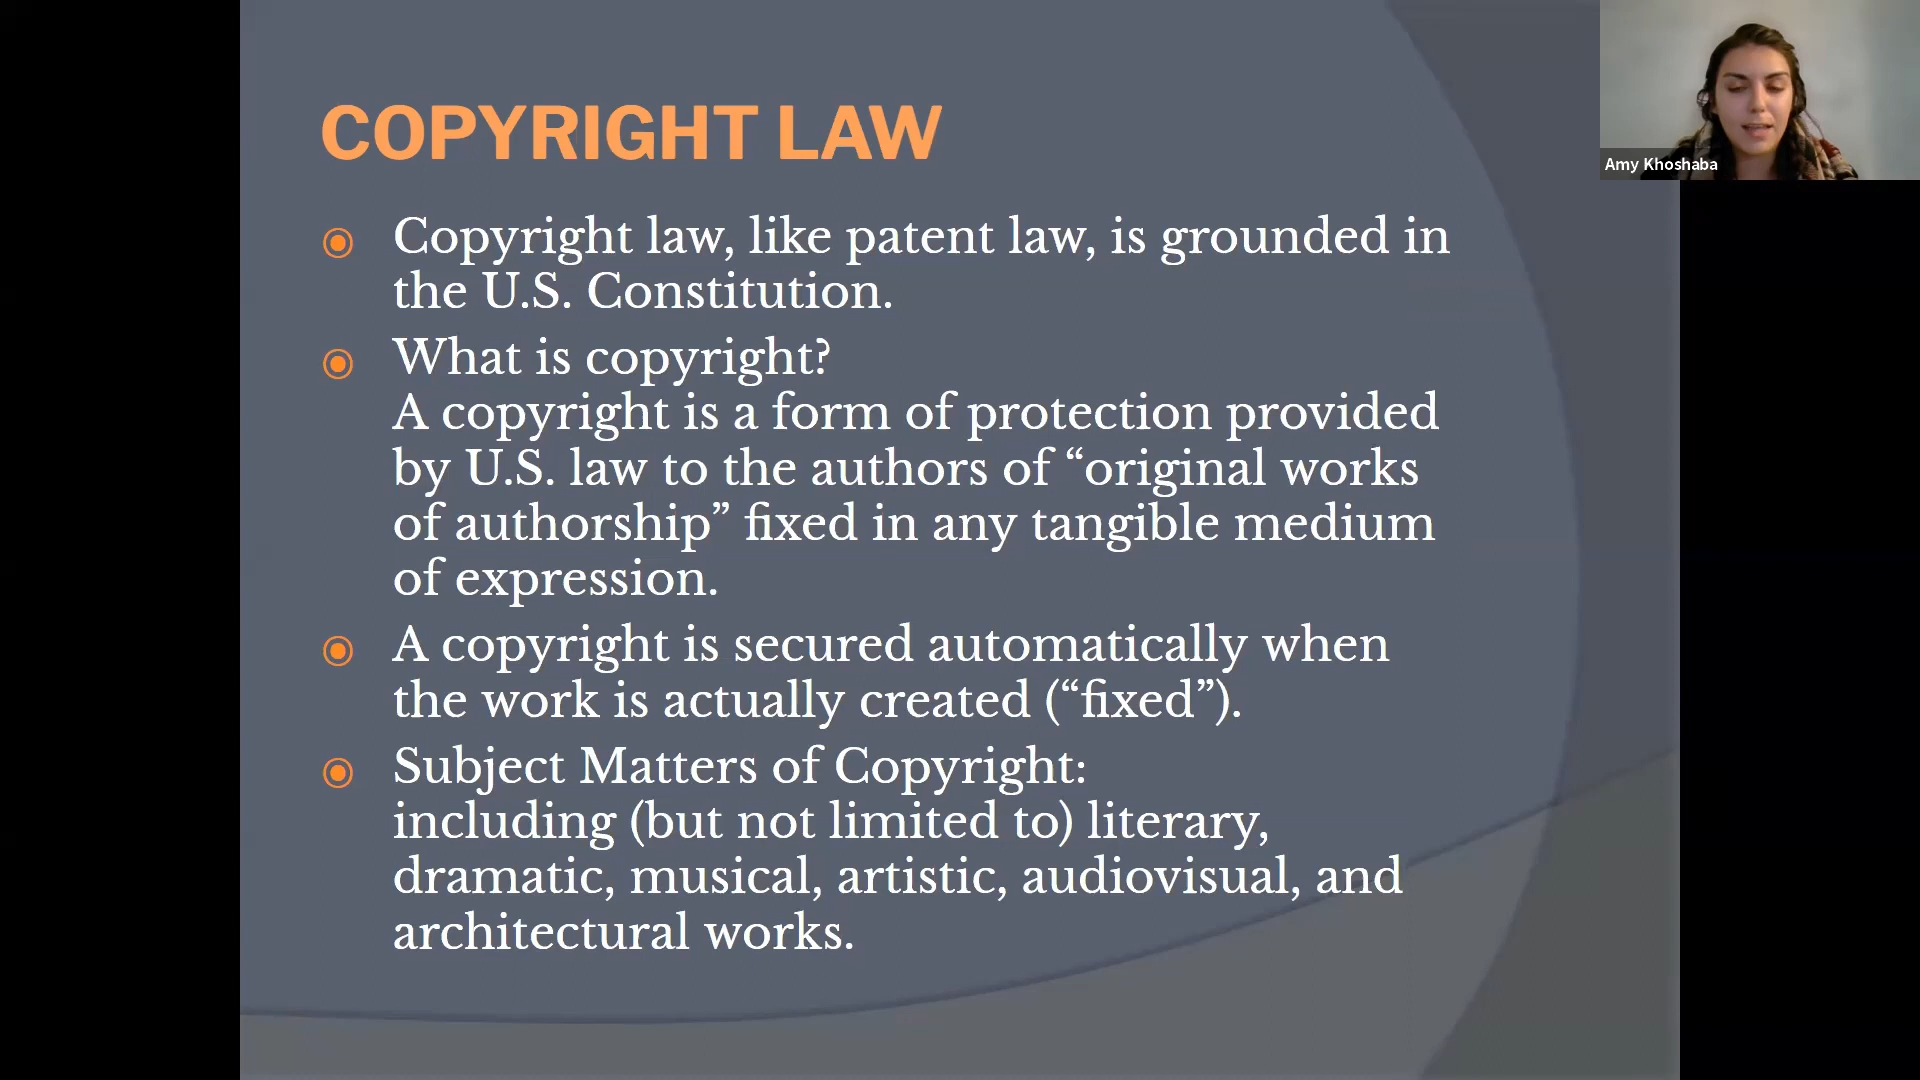 COPYRIGHT LAW
Copyright law, like patent law, is grounded in
the U.S. Constitution.
What is copyright?
A copyright is a form of protection provided
by U.S. law to the authors of “original works
of authorship” fixed in any tangible medium
of expression.
A copyright is secured automatically when
the work is actually created (“fixed”).
Subject Matters of Copyright:
including (but not limited to) literary,
dramatic, musical, artistic, audiovisual, and
architectural works.
Amy Khoshaba